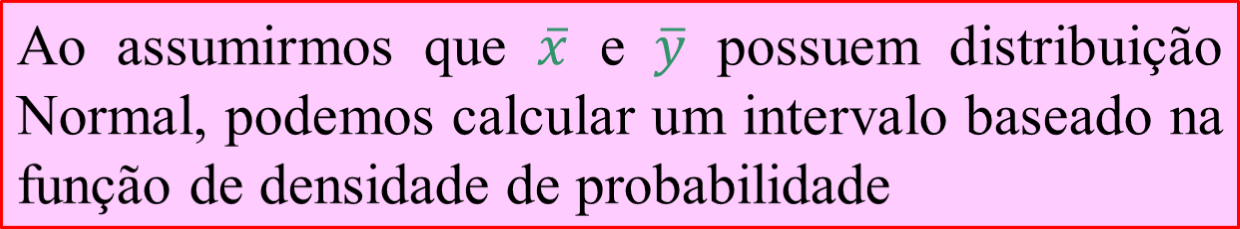 Ao assumirmos que x̅ e y̅ possuem distribuição
Normal, podemos calcular um intervalo baseado na
função de densidade de probabilidade